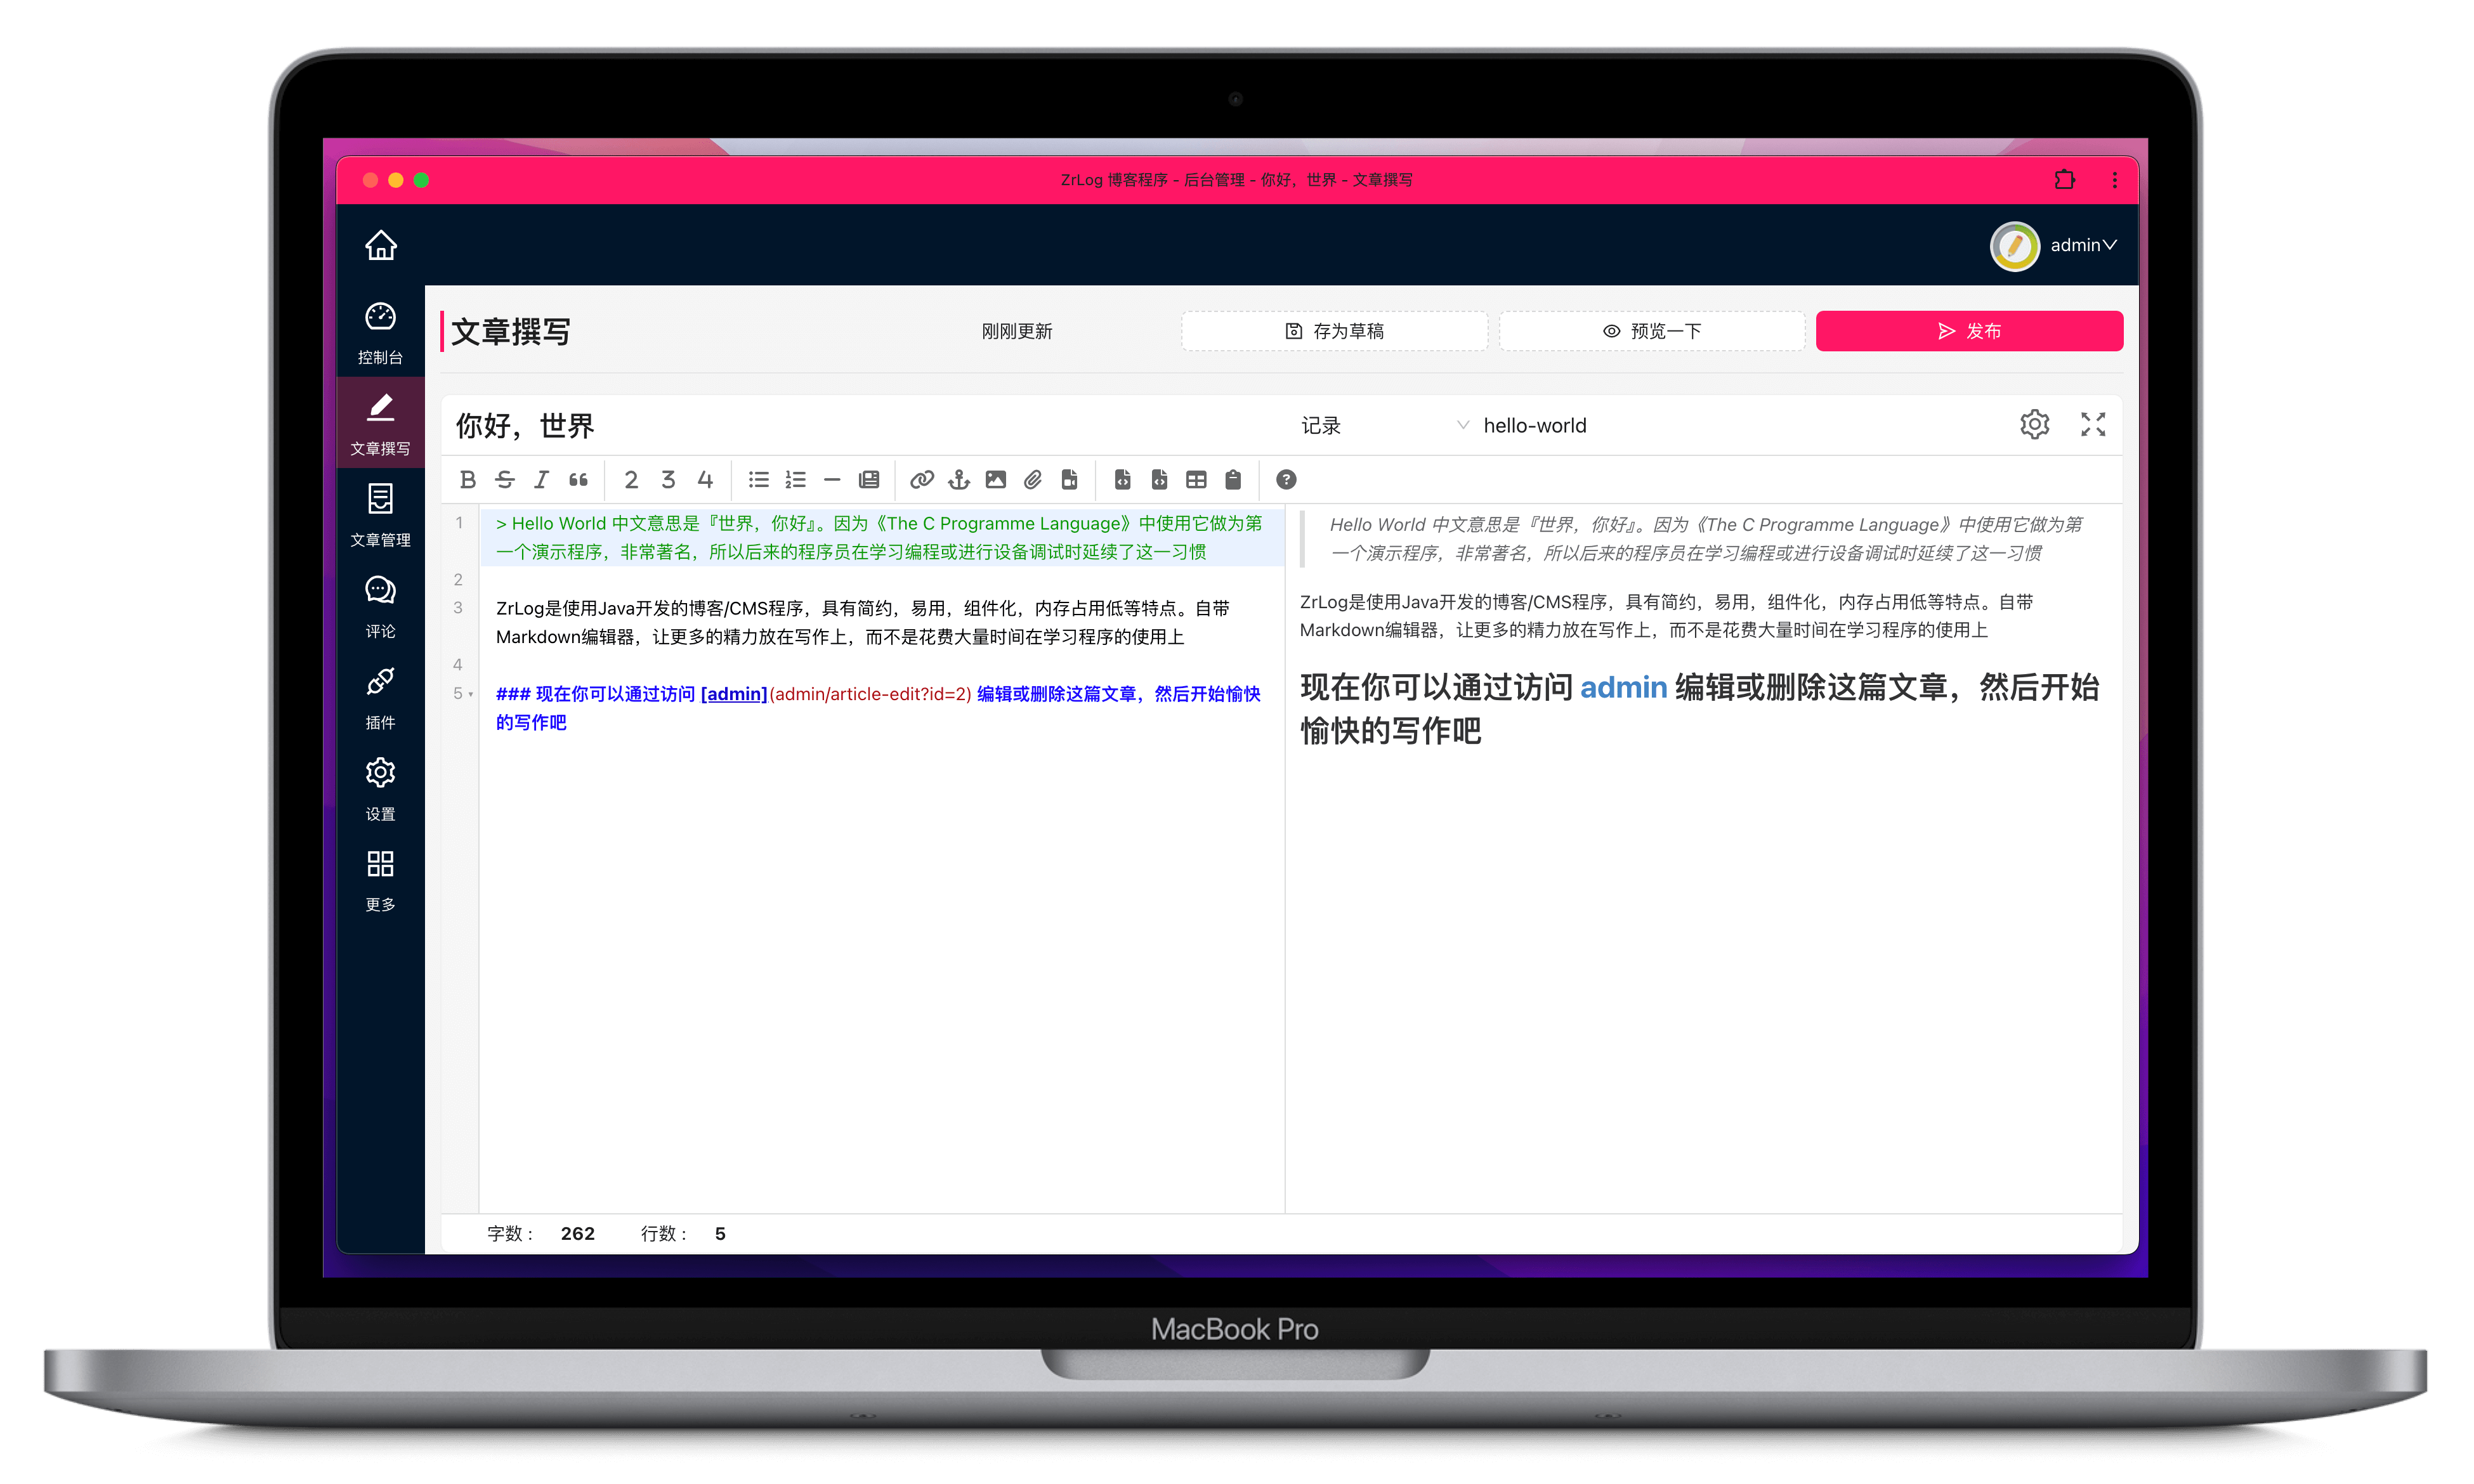 ZrLog 博客程序 - 后台管理 - 你好，世界 - 文章撰写
admin
控制台
文章撰写
文章管理
评论
插件
设置
更多
文章撰写
刚刚更新
存为草稿
预览一下
发布
你好，世界
记录
hello-world
2 3 4
1
> Hello World 中文意思是『世界，你好』。因为《The C Programme Language》中使用它做为第
一个演示程序，非常著名，所以后来的程序员在学习编程或进行设备调试时延续了这一习惯
2
3
ZrLog是使用Java开发的博客/CMS程序，具有简约，易用，组件化，内存占用低等特点。自带
Markdown编辑器，让更多的精力放在写作上，而不是花费大量时间在学习程序的使用上
4
5
### 现在你可以通过访问 [admin](admin/article-edit?id=2) 编辑或删除这篇文章，然后开始愉快
的写作吧
Hello World 中文意思是『世界，你好』。因为《The C Programme Language》中使用它做为第
一个演示程序，非常著名，所以后来的程序员在学习编程或进行设备调试时延续了这一习惯
ZrLog是使用Java开发的博客/CMS程序，具有简约，易用，组件化，内存占用低等特点。自带
Markdown编辑器，让更多的精力放在写作上，而不是花费大量时间在学习程序的使用上
现在你可以通过访问 admin 编辑或删除这篇文章，然后开始
愉快的写作吧
字数： 262 行数： 5
MacBook Pro